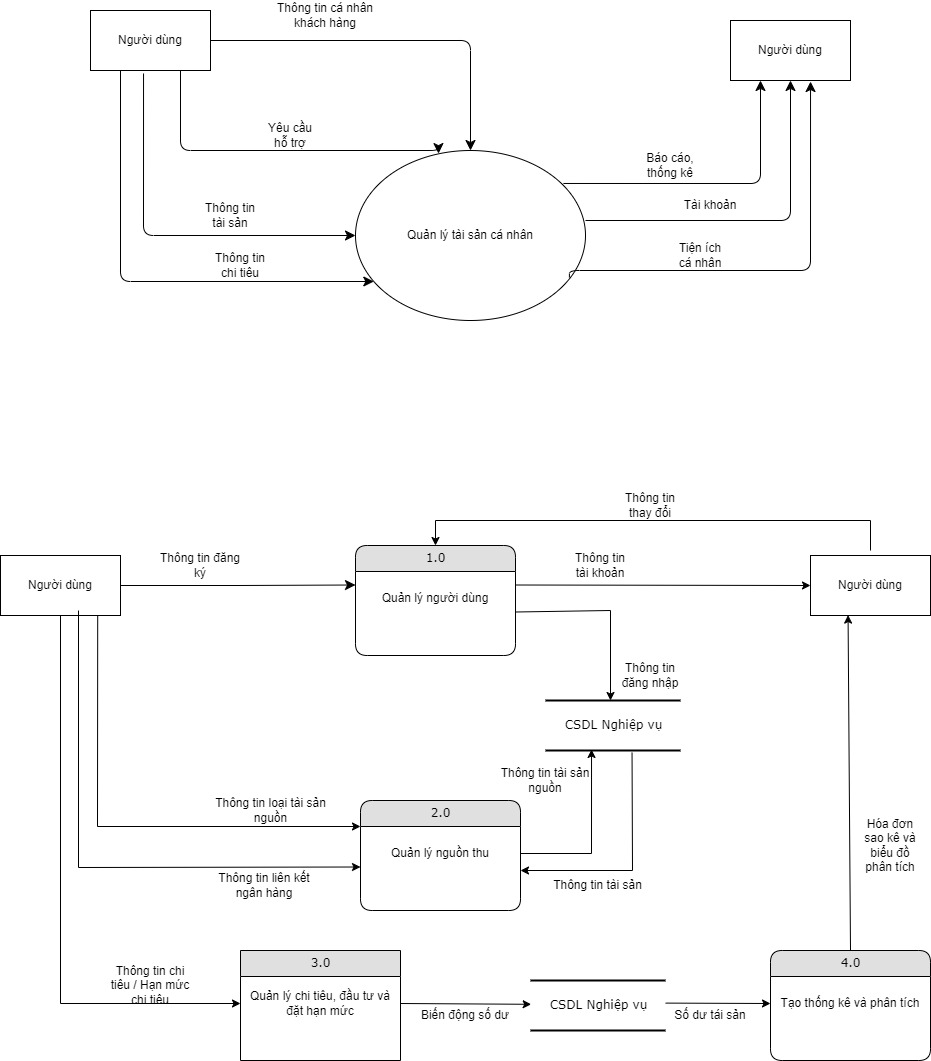 Thông tin cá nhân
khách hàng
Người dùng
Người dùng
Yêu cầu
hỗ trợ
Báo cáo,
thống kê
Thông tin
tài sản
Tài khoản
Quản lý tài sản cá nhân
Thông tin
chi tiêu
Tiện ích
cá nhân
Thông tin
thay đổi
Thông tin đăng
ký
1.0
Thông tin
tài khoản
Người dùng
Quản lý người dùng
Người dùng
Thông tin
đăng nhập
CSDL Nghiệp vụ
Thông tin tài sản
nguồn
Thông tin loại tài sản
nguồn
2.0
Quản lý nguồn thu
Hóa đơn
sao kê và
biểu đồ
phân tích
Thông tin liên kết
ngân hàng
Thông tin tài sản
Thông tin chi
tiêu / Hạn mức
chi tiêu
3.0
Quản lý chi tiêu, đầu tư và
đặt hạn mức
Biến động số dư
CSDL Nghiệp vụ
Số dư tái sản
4.0
Tạo thống kê và phân tích